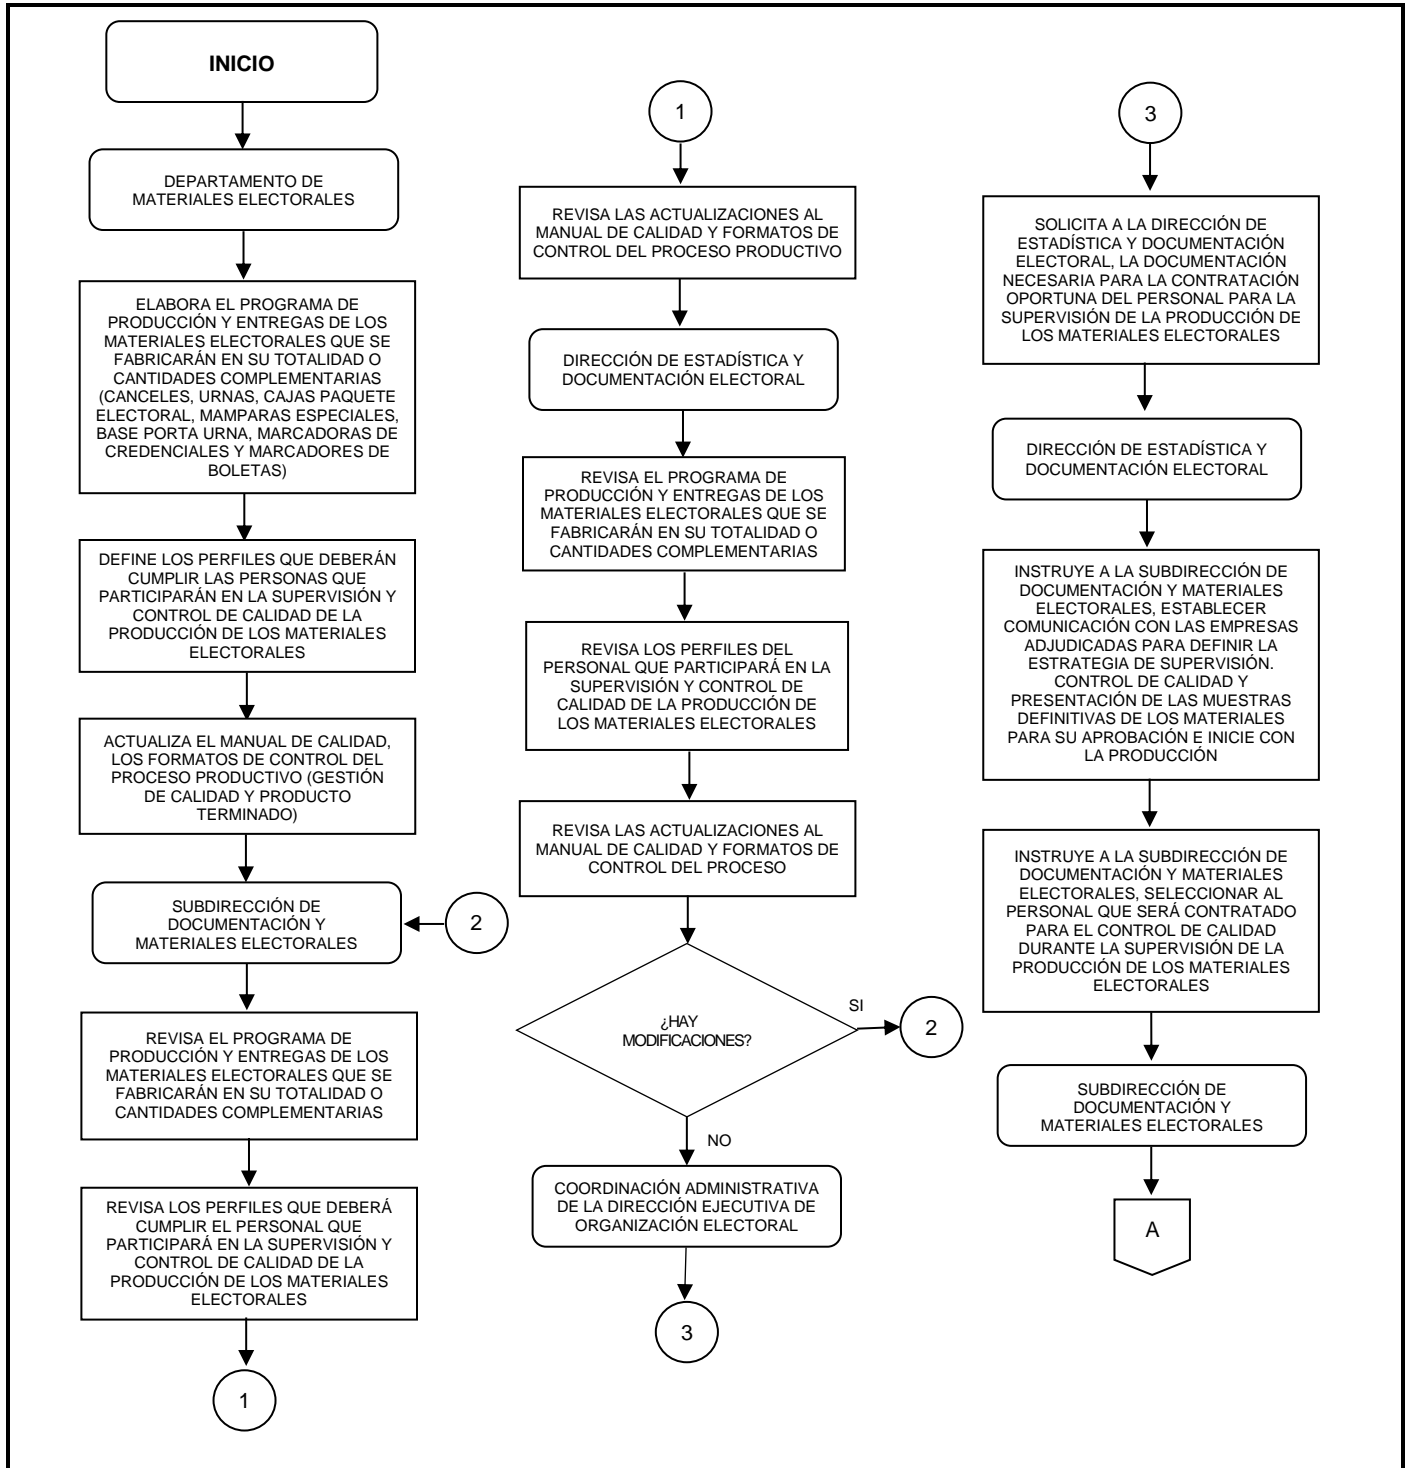 INICIO
DEPARTAMENTO DE
MATERIALES ELECTORALES
ELABORA EL PROGRAMA DE
PRODUCCIÓN Y ENTREGAS DE LOS
MATERIALES ELECTORALES QUE SE
FABRICARÁN EN SU TOTALIDAD O
CANTIDADES COMPLEMENTARIAS
(CANCELES, URNAS, CAJAS PAQUETE
ELECTORAL, MAMPARAS ESPECIALES,
BASE PORTA URNA, MARCADORAS DE
CREDENCIALES Y MARCADORES DE
BOLETAS)
DEFINE LOS PERFILES QUE DEBERÁN
CUMPLIR LAS PERSONAS QUE
PARTICIPARÁN EN LA SUPERVISIÓN Y
CONTROL DE CALIDAD DE LA
PRODUCCIÓN DE LOS MATERIALES
ELECTORALES
ACTUALIZA EL MANUAL DE CALIDAD,
LOS FORMATOS DE CONTROL DEL
PROCESO PRODUCTIVO (GESTIÓN
DE CALIDAD Y PRODUCTO
TERMINADO)
SUBDIRECCIÓN DE
DOCUMENTACIÓN Y
MATERIALES ELECTORALES
2
REVISA EL PROGRAMA DE
PRODUCCIÓN Y ENTREGAS DE LOS
MATERIALES ELECTORALES QUE SE
FABRICARÁN EN SU TOTALIDAD O
CANTIDADES COMPLEMENTARIAS
REVISA LOS PERFILES QUE DEBERÁ
CUMPLIR EL PERSONAL QUE
PARTICIPARÁ EN LA SUPERVISIÓN Y
CONTROL DE CALIDAD DE LA
PRODUCCIÓN DE LOS MATERIALES
ELECTORALES
1
1
REVISA LAS ACTUALIZACIONES AL
MANUAL DE CALIDAD Y FORMATOS DE
CONTROL DEL PROCESO PRODUCTIVO
DIRECCIÓN DE ESTADÍSTICA Y
DOCUMENTACIÓN ELECTORAL
REVISA EL PROGRAMA DE
PRODUCCIÓN Y ENTREGAS DE LOS
MATERIALES ELECTORALES QUE SE
FABRICARÁN EN SU TOTALIDAD O
CANTIDADES COMPLEMENTARIAS
REVISA LOS PERFILES DEL
PERSONAL QUE PARTICIPARÁ EN LA
SUPERVISIÓN Y CONTROL DE
CALIDAD DE LA PRODUCCIÓN DE
LOS MATERIALES ELECTORALES
REVISA LAS ACTUALIZACIONES AL
MANUAL DE CALIDAD Y FORMATOS DE
CONTROL DEL PROCESO
¿HAY
MODIFICACIONES?
SI
2
NO
COORDINACIÓN ADMINISTRATIVA
DE LA DIRECCIÓN EJECUTIVA DE
ORGANIZACIÓN ELECTORAL
3
3
SOLICITA A LA DIRECCIÓN DE
ESTADÍSTICA Y DOCUMENTACIÓN
ELECTORAL, LA DOCUMENTACIÓN
NECESARIA PARA LA CONTRATACIÓN
OPORTUNA DEL PERSONAL PARA LA
SUPERVISIÓN DE LA PRODUCCIÓN DE
LOS MATERIALES ELECTORALES
DIRECCIÓN DE ESTADÍSTICA Y
DOCUMENTACIÓN ELECTORAL
INSTRUYE A LA SUBDIRECCIÓN DE
DOCUMENTACIÓN Y MATERIALES
ELECTORALES, ESTABLECER
COMUNICACIÓN CON LAS EMPRESAS
ADJUDICADAS PARA DEFINIR LA
ESTRATEGIA DE SUPERVISIÓN.
CONTROL DE CALIDAD Y
PRESENTACIÓN DE LAS MUESTRAS
DEFINITIVAS DE LOS MATERIALES
PARA SU APROBACIÓN E INICIE CON
LA PRODUCCIÓN
INSTRUYE A LA SUBDIRECCIÓN DE
DOCUMENTACIÓN Y MATERIALES
ELECTORALES, SELECCIONAR AL
PERSONAL QUE SERÁ CONTRATADO
PARA EL CONTROL DE CALIDAD
DURANTE LA SUPERVISIÓN DE LA
PRODUCCIÓN DE LOS MATERIALES
ELECTORALES
SUBDIRECCIÓN DE
DOCUMENTACIÓN Y
MATERIALES ELECTORALES
A